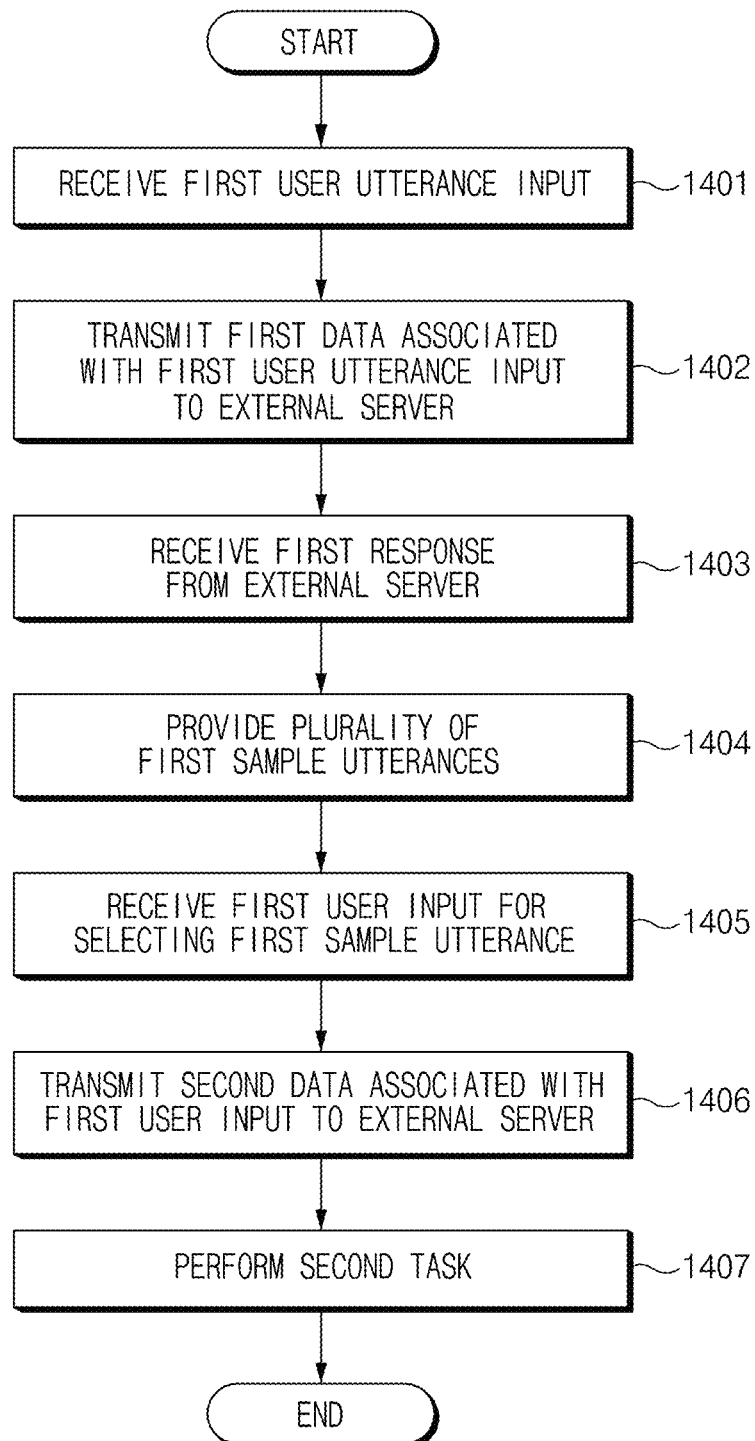 START
RECEIVE FIRST USER UTTERANCE INPUT
1401
TRANSMIT FIRST DATA ASSOCIATED
WITH FIRST USER UTTERANCE INPUT
TO EXTERNAL SERVER
1402
RECEIVE FIRST RESPONSE
FROM EXTERNAL SERVER
1403
PROVIDE PLURALITY OF
FIRST SAMPLE UTTERANCES
1404
RECEIVE FIRST USER INPUT FOR
SELECTING FIRST SAMPLE UTTERANCE
1405
TRANSMIT SECOND DATA ASSOCIATED WITH
FIRST USER INPUT TO EXTERNAL SERVER
1406
PERFORM SECOND TASK
1407
END